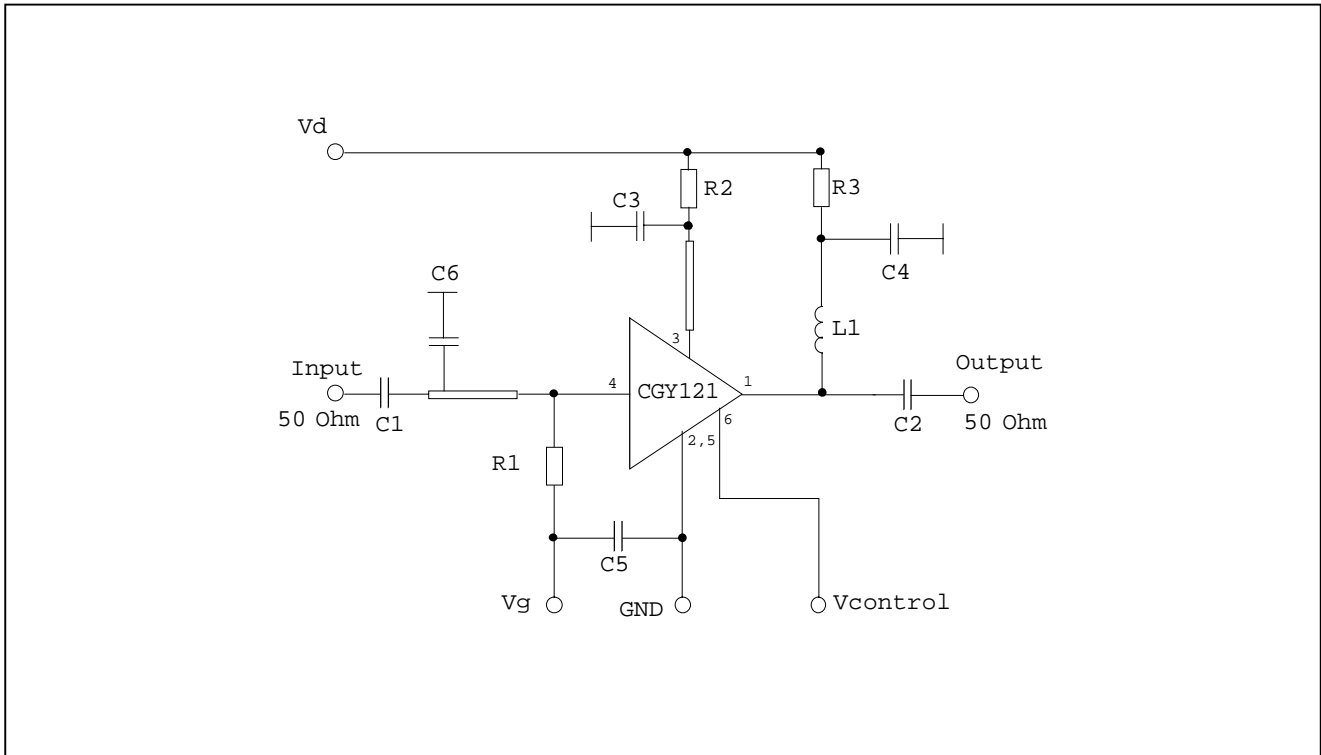 Vd
R2
R3
C3
C4
C6
L1
3
Input
Output
4
CGY121
1
50 Ohm
C1
6
C2
50 Ohm
2,5
R1
C5
Vg
GND
Vcontrol